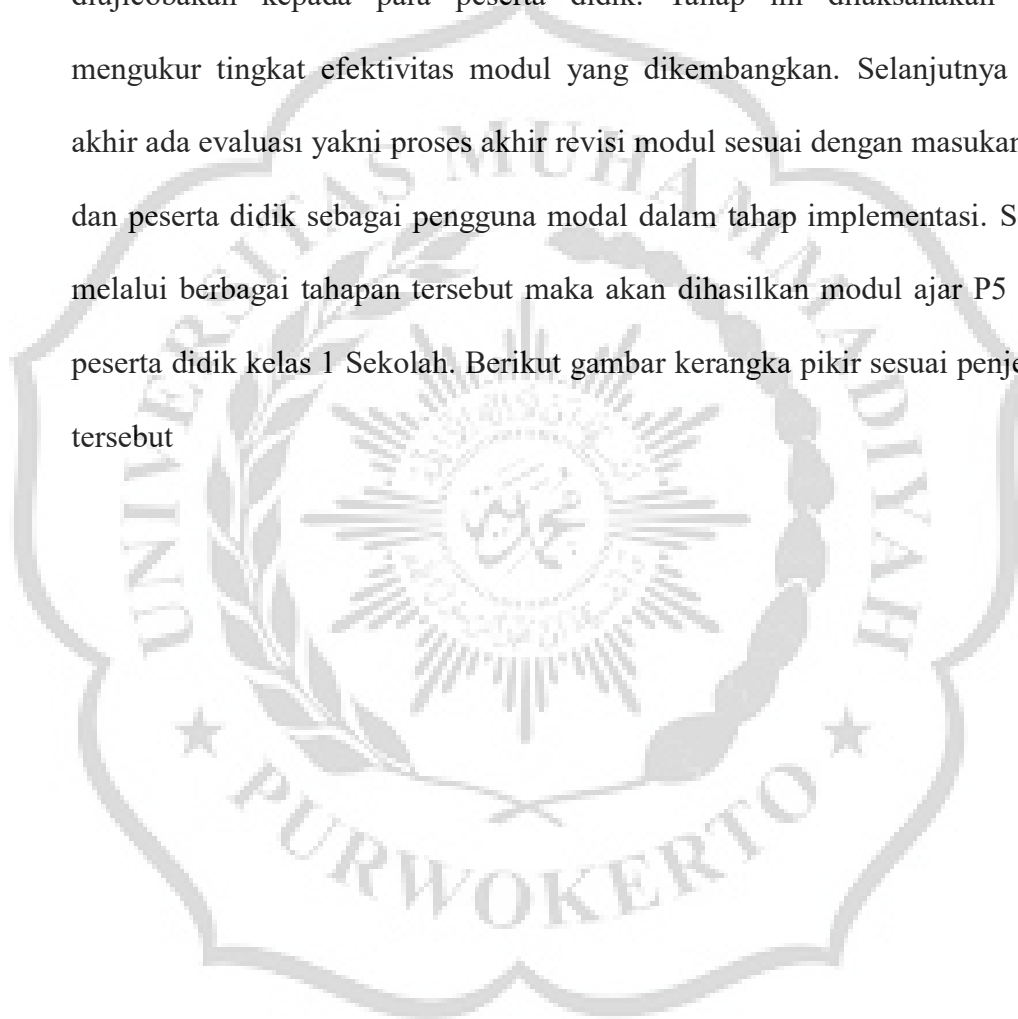 diujicobakan kepada para peserta didik. Tahap ini dilaksanakan
mengukur tingkat efektivitas modul yang dikembangkan. Selanjutnya
akhir ada evaluasi yakni proses akhir revisi modul sesuai dengan masukan
dan peserta didik sebagai pengguna modal dalam tahap implementasi. S
melalui berbagai tahapan tersebut maka akan dihasilkan modul ajar P5
peserta didik kelas 1 Sekolah. Berikut gambar kerangka pikir sesuai penje
tersebut
UNIVERSITAS MUHAMMADIYAH
PURWOKERTO